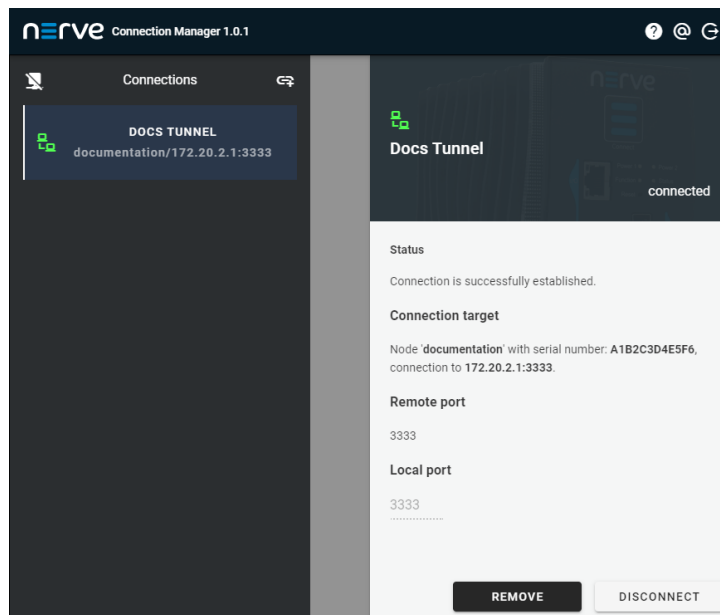 nerve Connection Manager 1.0.1
Connections
DOCS TUNNEL
documentation/172.20.2.1:3333
nerve
Docs Tunnel
connected
Status
Connection is successfully established.
Connection target
Node 'documentation' with serial number: A1B2C3D4E5F6,
connection to 172.20.2.1:3333.
Remote port
3333
Local port
3333
REMOVE
DISCONNECT